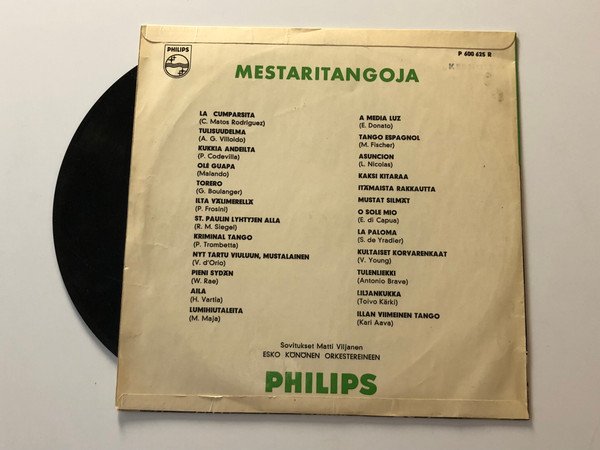 PHILIPS
P 600 625 R
MESTARITANGOJA
LA CUMPARSITA
(C. Matos Rodriguez)
TULISUUDELMA
(A. G. Villoldo)
KUKKIA ANDEILTA
(P. Codevilla)
OLE GUAPA
(Malando)
TORERO
(G. Boulanger)
ILTA VÄLIMERELLÄ
(P. Frosini)
ST. PAULIN LYHTYJEN ALLA
(R. M. Siegel)
KRIMINAL TANGO
(P. Trombetta)
NYT TARTU VIULUUN, MUSTALAINEN
(V. d'Orio)
PIENI SYDÄN
(W. Rae)
AILA
(H. Vartia)
LUMIHIUTALEITA
(M. Maja)
A MEDIA LUZ
(E. Donato)
TANGO ESPAGNOL
(M. Fischer)
ASUNCION
(L. Nicolas)
KAKSI KITARAA
ITÄMAISTA RAKKAUTTA
MUSTAT SILMÄT
O SOLE MIO
(E. di Capua)
LA PALOMA
(S. de Yradier)
KULTAISET KORVARENKAAT
(V. Young)
TULENLIEKKI
(Antonio Brave)
LILJANKUKKA
(Toivo Kärki)
ILLAN VIIMEINEN TANGO
(Kari Aava)
Sovitukset Matti Viljanen
ESKO KÖNÖNEN ORKESTEREINEEN
PHILIPS